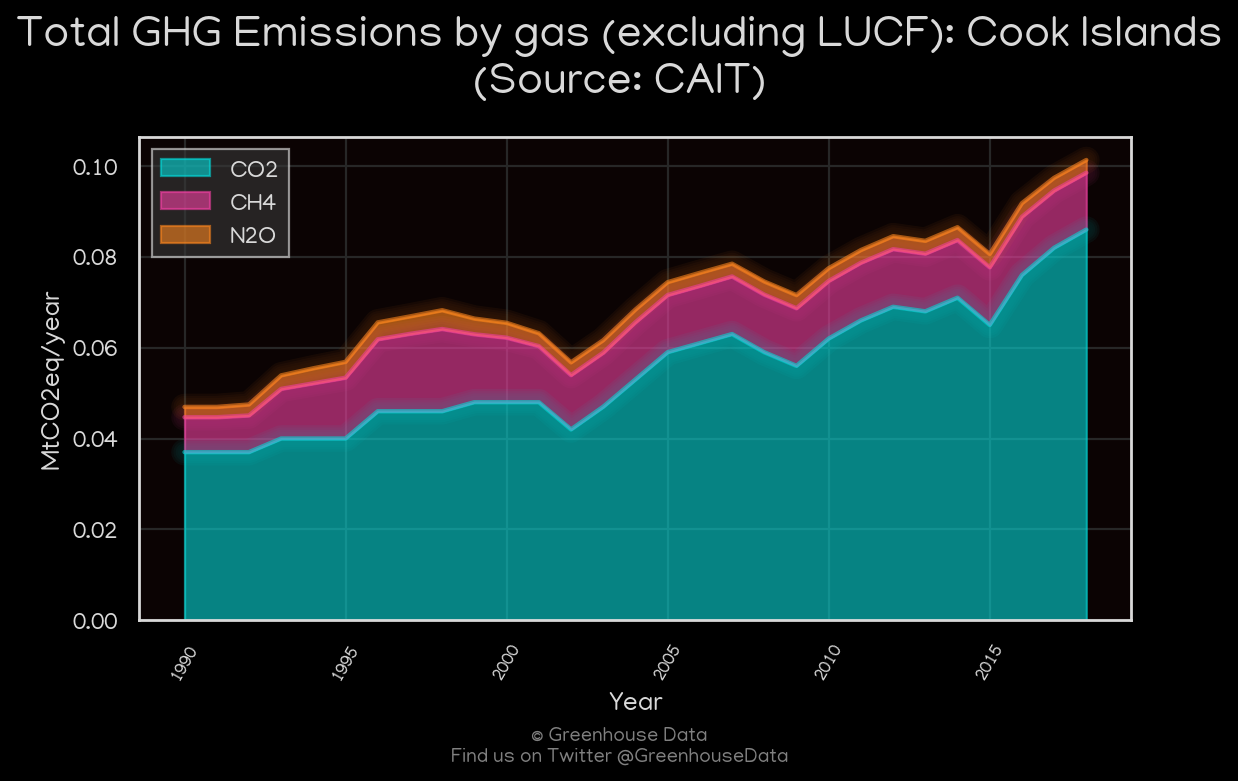 Total GHG Emissions by gas (excluding LUCF): Cook Islands
(Source: CAIT)
CO2
CH4
N2O
MtCO2eq/year
0.10
0.08
0.06
0.04
0.02
0.00
1990
1995
2000
2005
2010
2015
Year
© Greenhouse Data
Find us on Twitter @GreenhouseData